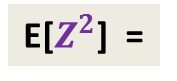 E[Z²] =